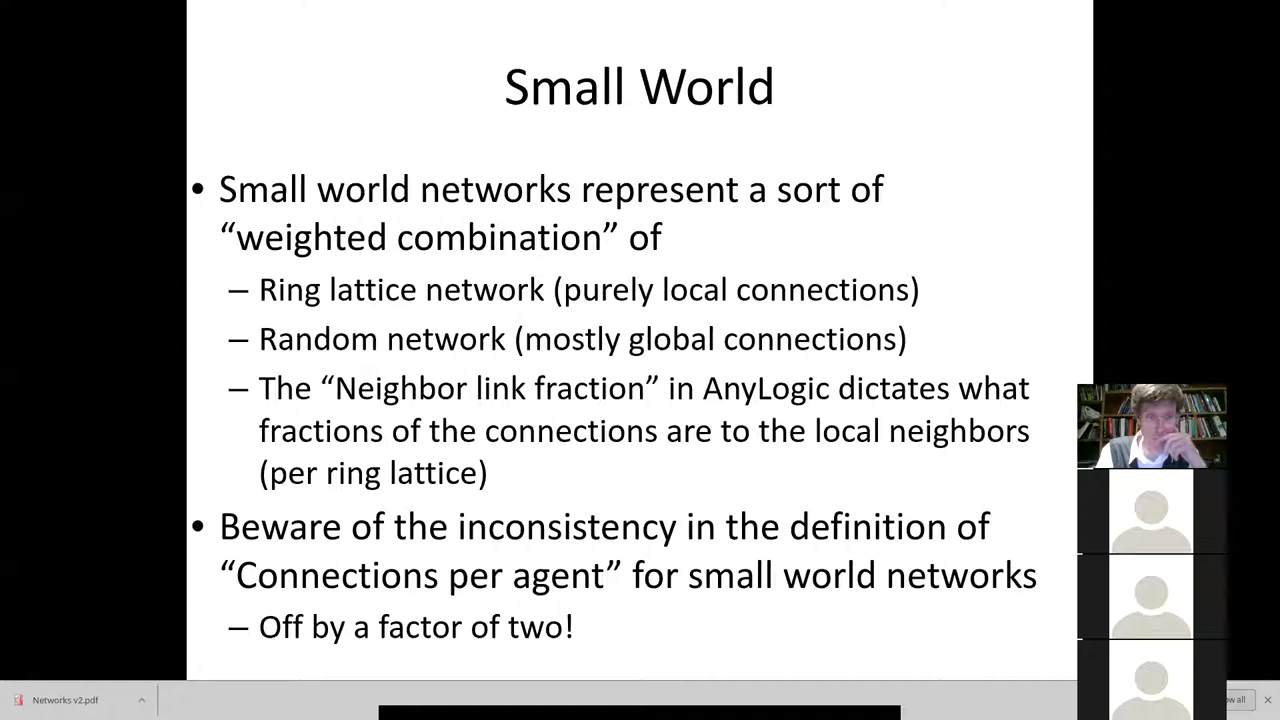 Small World
• Small world networks represent a sort of
“weighted combination” of
– Ring lattice network (purely local connections)
– Random network (mostly global connections)
– The “Neighbor link fraction” in AnyLogic dictates what
fractions of the connections are to the local neighbors
(per ring lattice)
• Beware of the inconsistency in the definition of
“Connections per agent” for small world networks
– Off by a factor of two!
Networks v2.pdf